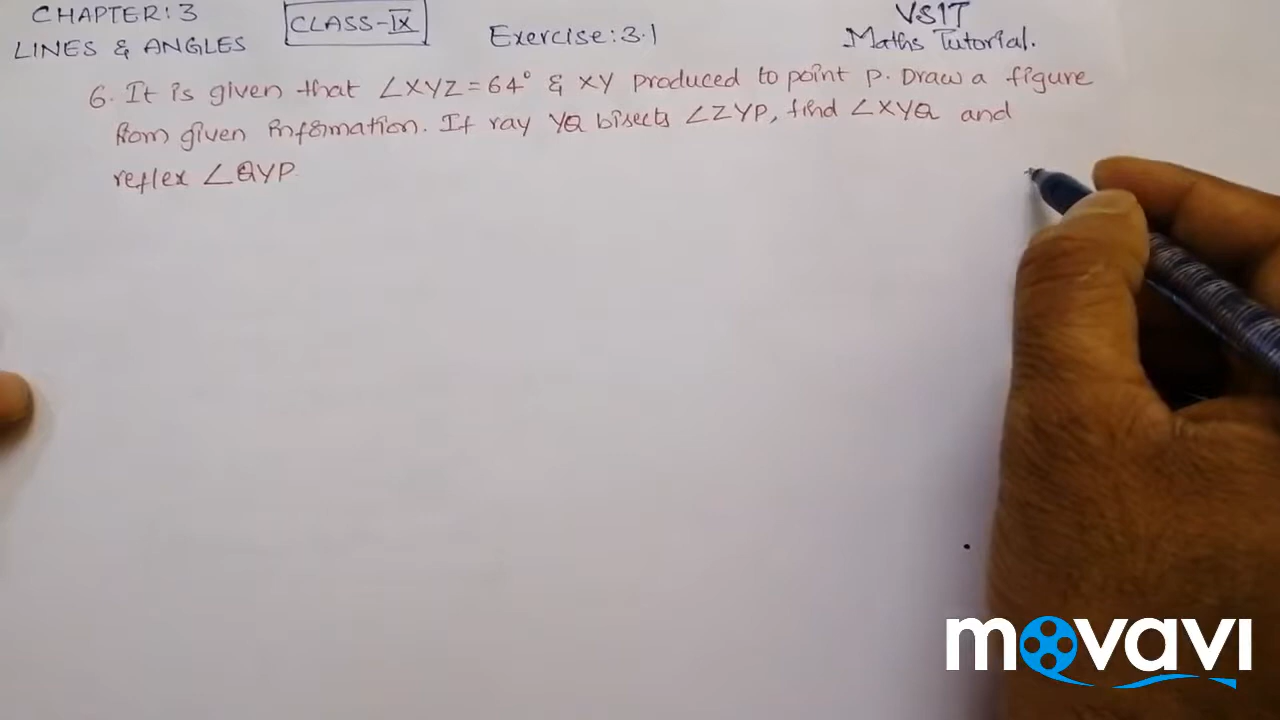 CHAPTER: 3
LINES & ANGLES
CLASS-IX
Exercise: 3.1
VSIT
Maths Tutorial.
6. It is given that ∠XYZ = 64° & XY produced to point P. Draw a figure
from given information. If ray YQ bisects ∠ZYP, find ∠XYQ and
reflex ∠QYP
movavi